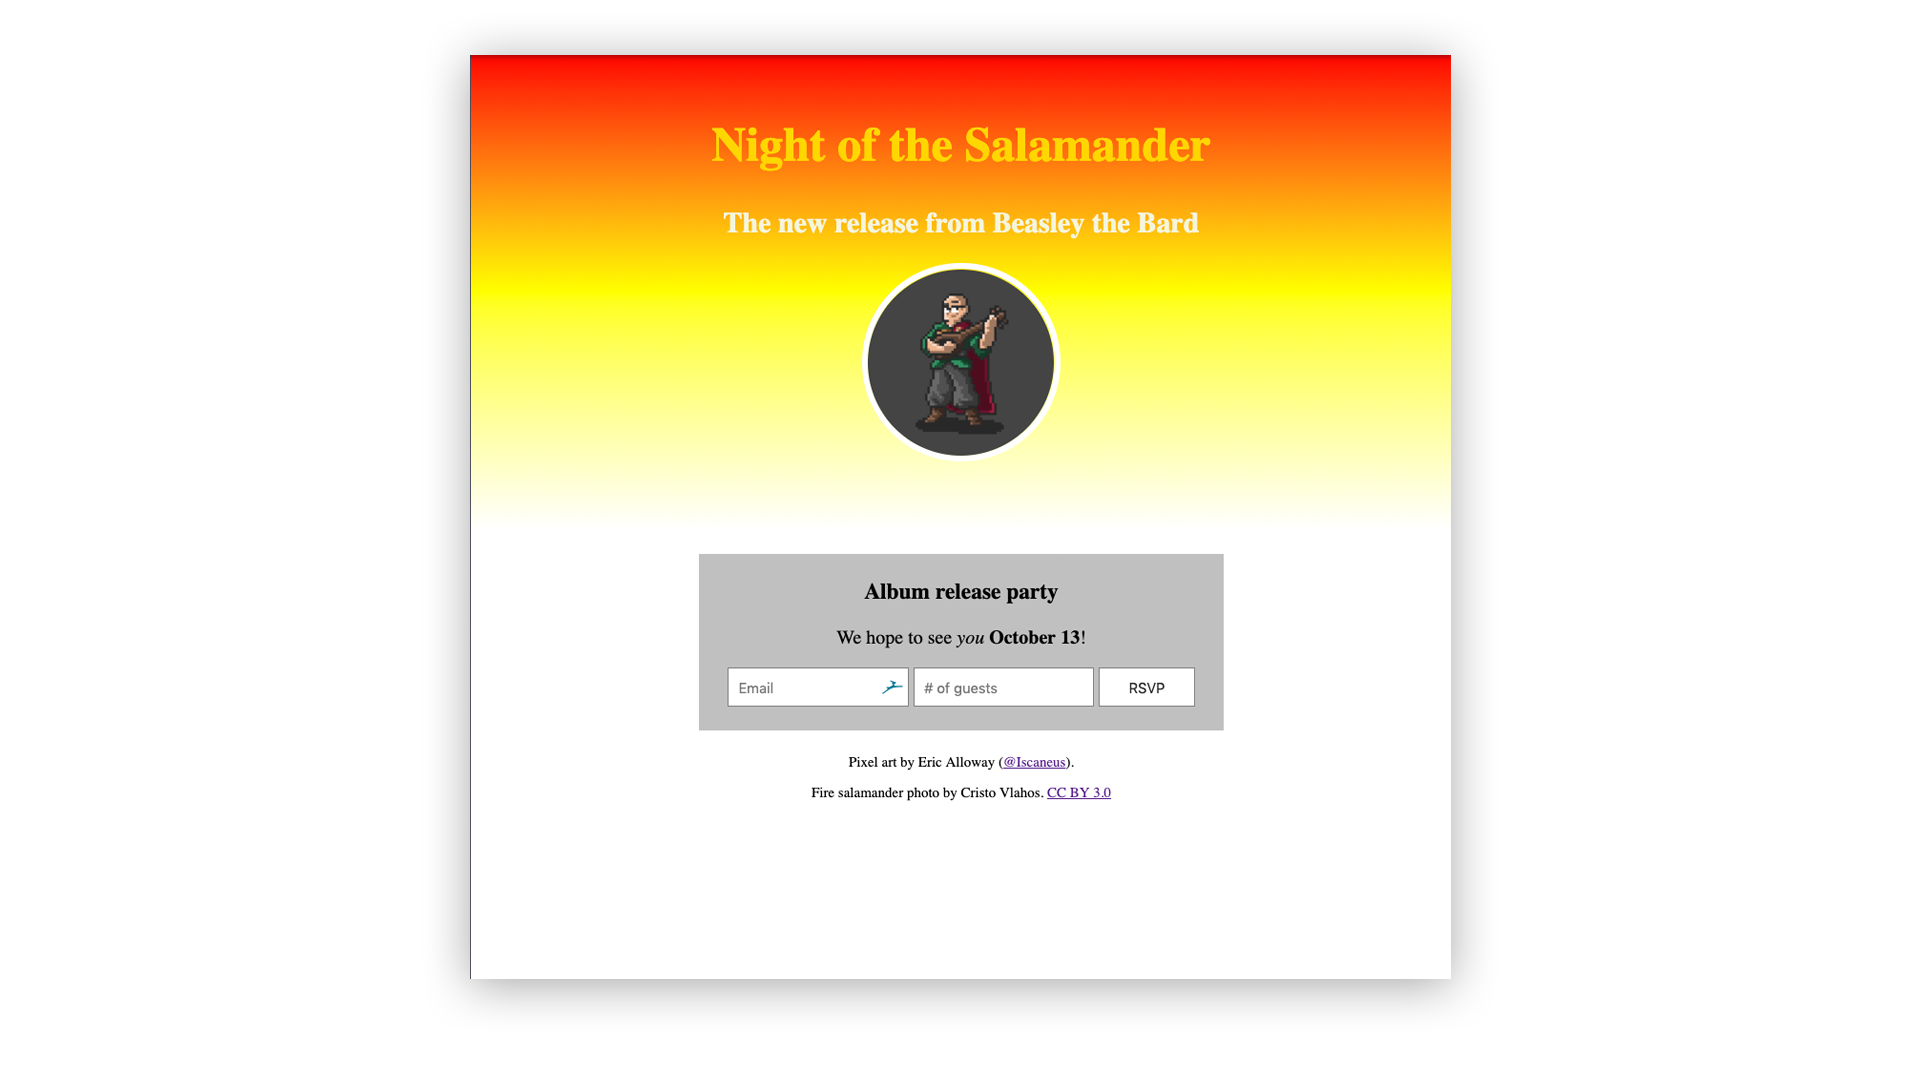 Night of the Salamander
The new release from Beasley the Bard
Album release party
We hope to see you October 13!
Email
# of guests
RSVP
Pixel art by Eric Alloway (@Iscaneus).
Fire salamander photo by Cristo Vlahos. CC BY 3.0